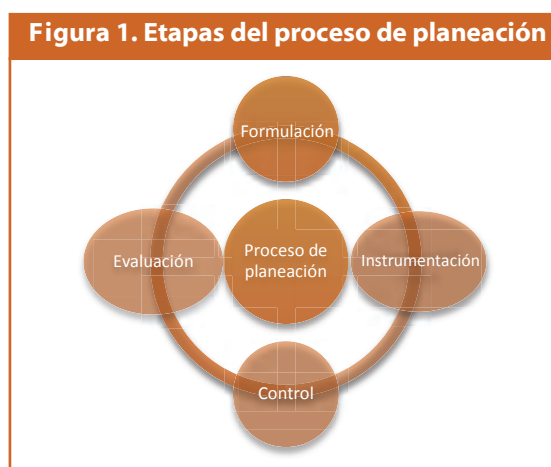 Figura 1. Etapas del proceso de planeación
Formulación
Evaluación
Proceso de
planeación
Instrumentación
Control